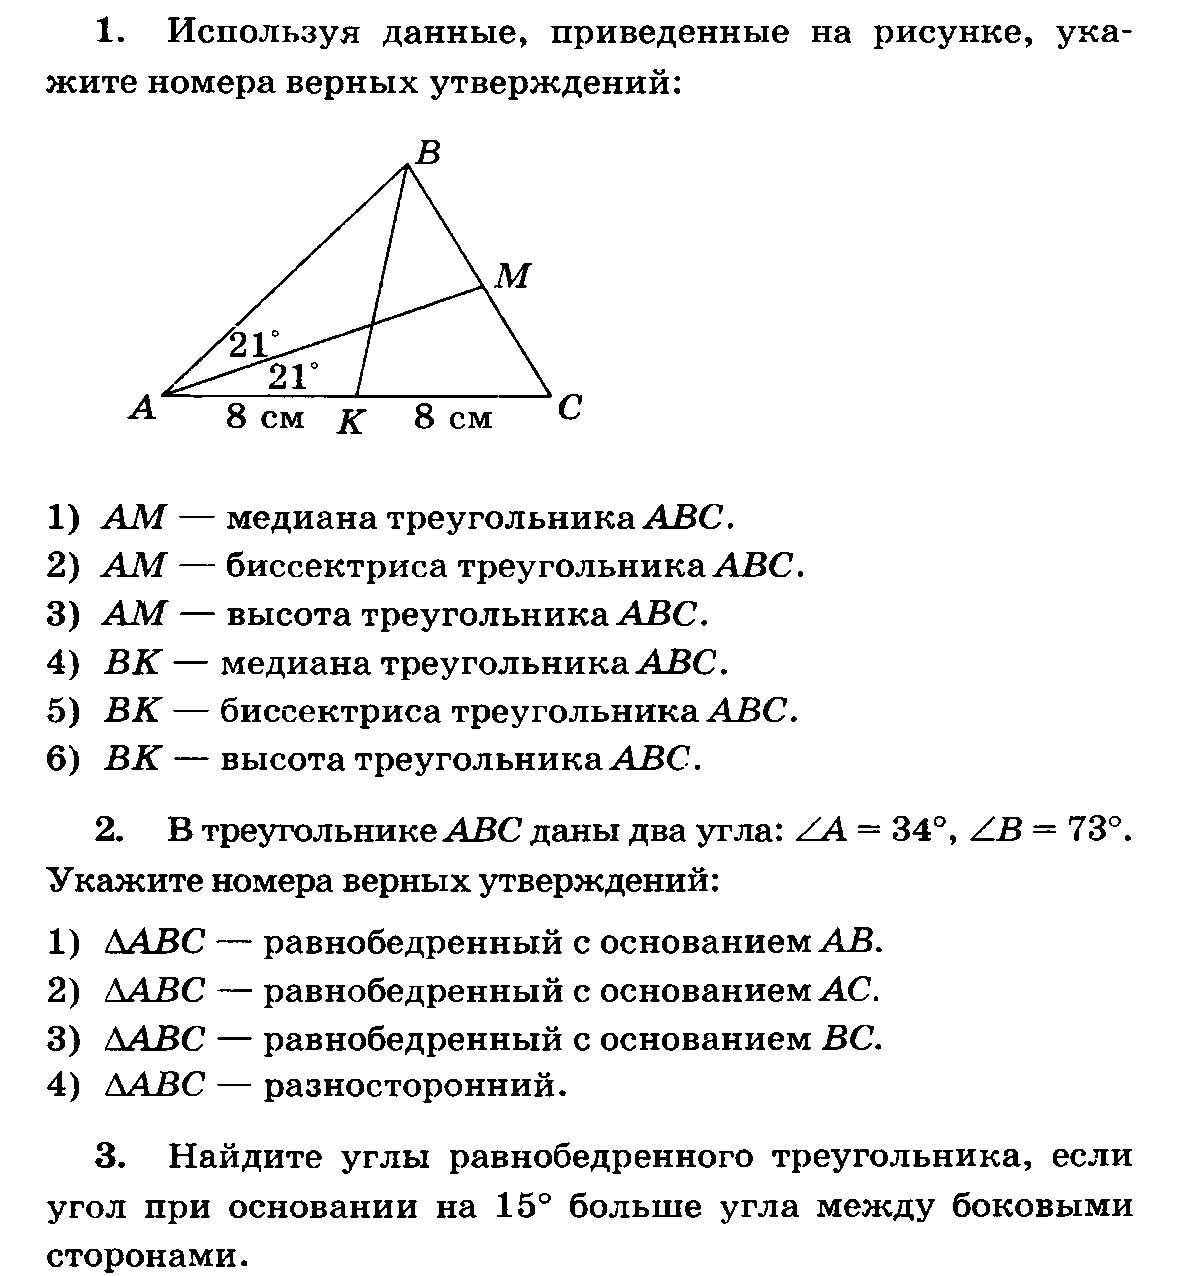 1. Используя данные, приведенные на рисунке, ука-
жите номера верных утверждений:
B
M
21°
21°
A
8 см
K
8 см
C
1) AM — медиана треугольника ABC.
2) AM — биссектриса треугольника ABC.
3) AM — высота треугольника ABC.
4) BK — медиана треугольника ABC.
5) BK — биссектриса треугольника ABC.
6) BK — высота треугольника ABC.
2. В треугольнике ABC даны два угла: ∠A = 34°, ∠B = 73°.
Укажите номера верных утверждений:
1) ΔABC — равнобедренный с основанием AB.
2) ΔABC — равнобедренный с основанием AC.
3) ΔABC — равнобедренный с основанием BC.
4) ΔABC — разносторонний.
3. Найдите углы равнобедренного треугольника, если
угол при основании на 15° больше угла между боковыми
сторонами.